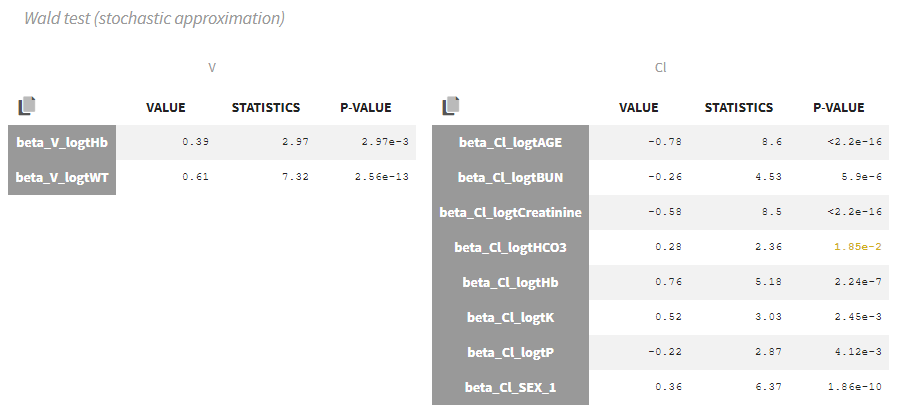 Wald test (stochastic approximation)
V
VALUE STATISTICS P-VALUE
beta_V_logtHb 0.39 2.97 2.97e-3
beta_V_logtWT 0.61 7.32 2.56e-13
Cl
VALUE STATISTICS P-VALUE
beta_Cl_logtAGE -0.78 8.6 <2.2e-16
beta_Cl_logtBUN -0.26 4.53 5.9e-6
beta_Cl_logtCreatinine -0.58 8.5 <2.2e-16
beta_Cl_logtHCO3 0.28 2.36 1.85e-2
beta_Cl_logtHb 0.76 5.18 2.24e-7
beta_Cl_logtK 0.52 3.03 2.45e-3
beta_Cl_logtP -0.22 2.87 4.12e-3
beta_Cl_SEX_1 0.36 6.37 1.86e-10